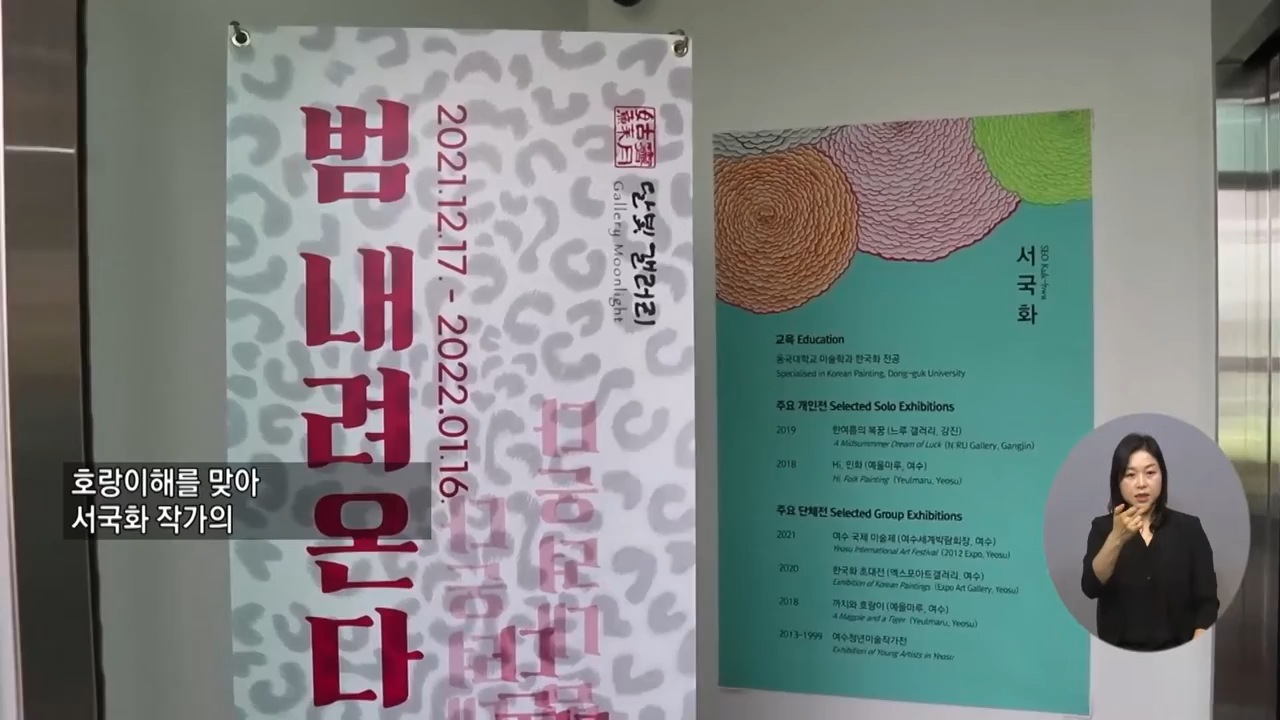 범 내려온다
2021.12.17. - 2022.01.16.
달빛 갤러리
Gallery Moonlight
서국화
SEO Kuk-hwa
교육 Education
동국대학교 미술학과 한국화 전공
Specialised in Korean Painting, Dong-guk University
주요 개인전 Selected Solo Exhibitions
2019 한여름의 복꿈 (느루 갤러리, 강진)
A Midsummmer Dream of Luck (N RU Gallery, Gangjin)
2018 Hi, 민화 (예울마루, 여수)
Hi, Folk Painting (Yeulmaru, Yeosu)
주요 단체전 Selected Group Exhibitions
2021 여수 국제 미술제 (여수세계박람회장, 여수)
Yeosu International Art Festival (2012 Expo, Yeosu)
2020 한국화 초대전 (엑스포아트갤러리, 여수)
Exhibition of Korean Paintings (Expo Art Gallery, Yeosu)
2018 까치와 호랑이 (예울마루, 여수)
A Magpie and a Tiger (Yeulmaru, Yeosu)
2013-1999 여수청년미술작가전
Exhibition of Young Artists in Yeosu
호랑이해를 맞아
서국화 작가의